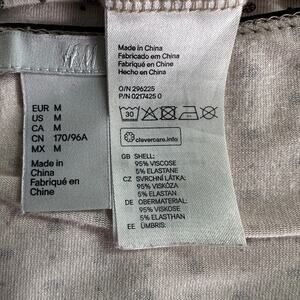 H&M
EUR M
US M
CA M
CN 170/96A
MX M
Made in
China
Fabriqué en
Chine
Made in China
Fabricado em China
Fabriqué en Chine
Hecho en China
O/N 296225
P/N 0217425 0
30
clevercare.info
GB SHELL:
95% VISCOSE
5% ELASTANE
CZ SVRCHNÍ LÁTKA:
95% VISKÓZA
5% ELASTAN
DE OBERMATERIAL:
95% VISKOSE
5% ELASTHAN
EE ÜMBRIS: